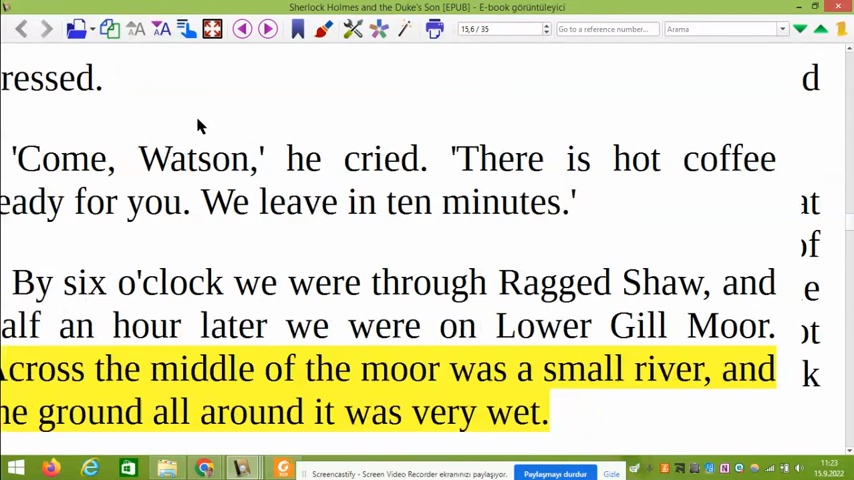 Sherlock Holmes and the Duke's Son [EPUB] - E-book görüntüleyici
15,6 / 35
Go to a reference number...
Arama
ressed.
d
'Come, Watson,' he cried. 'There is hot coffee
eady for you. We leave in ten minutes.'
at
of
By six o'clock we were through Ragged Shaw, and
e
alf an hour later we were on Lower Gill Moor.
ot
Across the middle of the moor was a small river, and
k
he ground all around it was very wet.
Screencastify - Screen Video Recorder ekranınızı paylaşıyor.
Paylaşmayı durdur
Gizle
11:23
15.9.2022